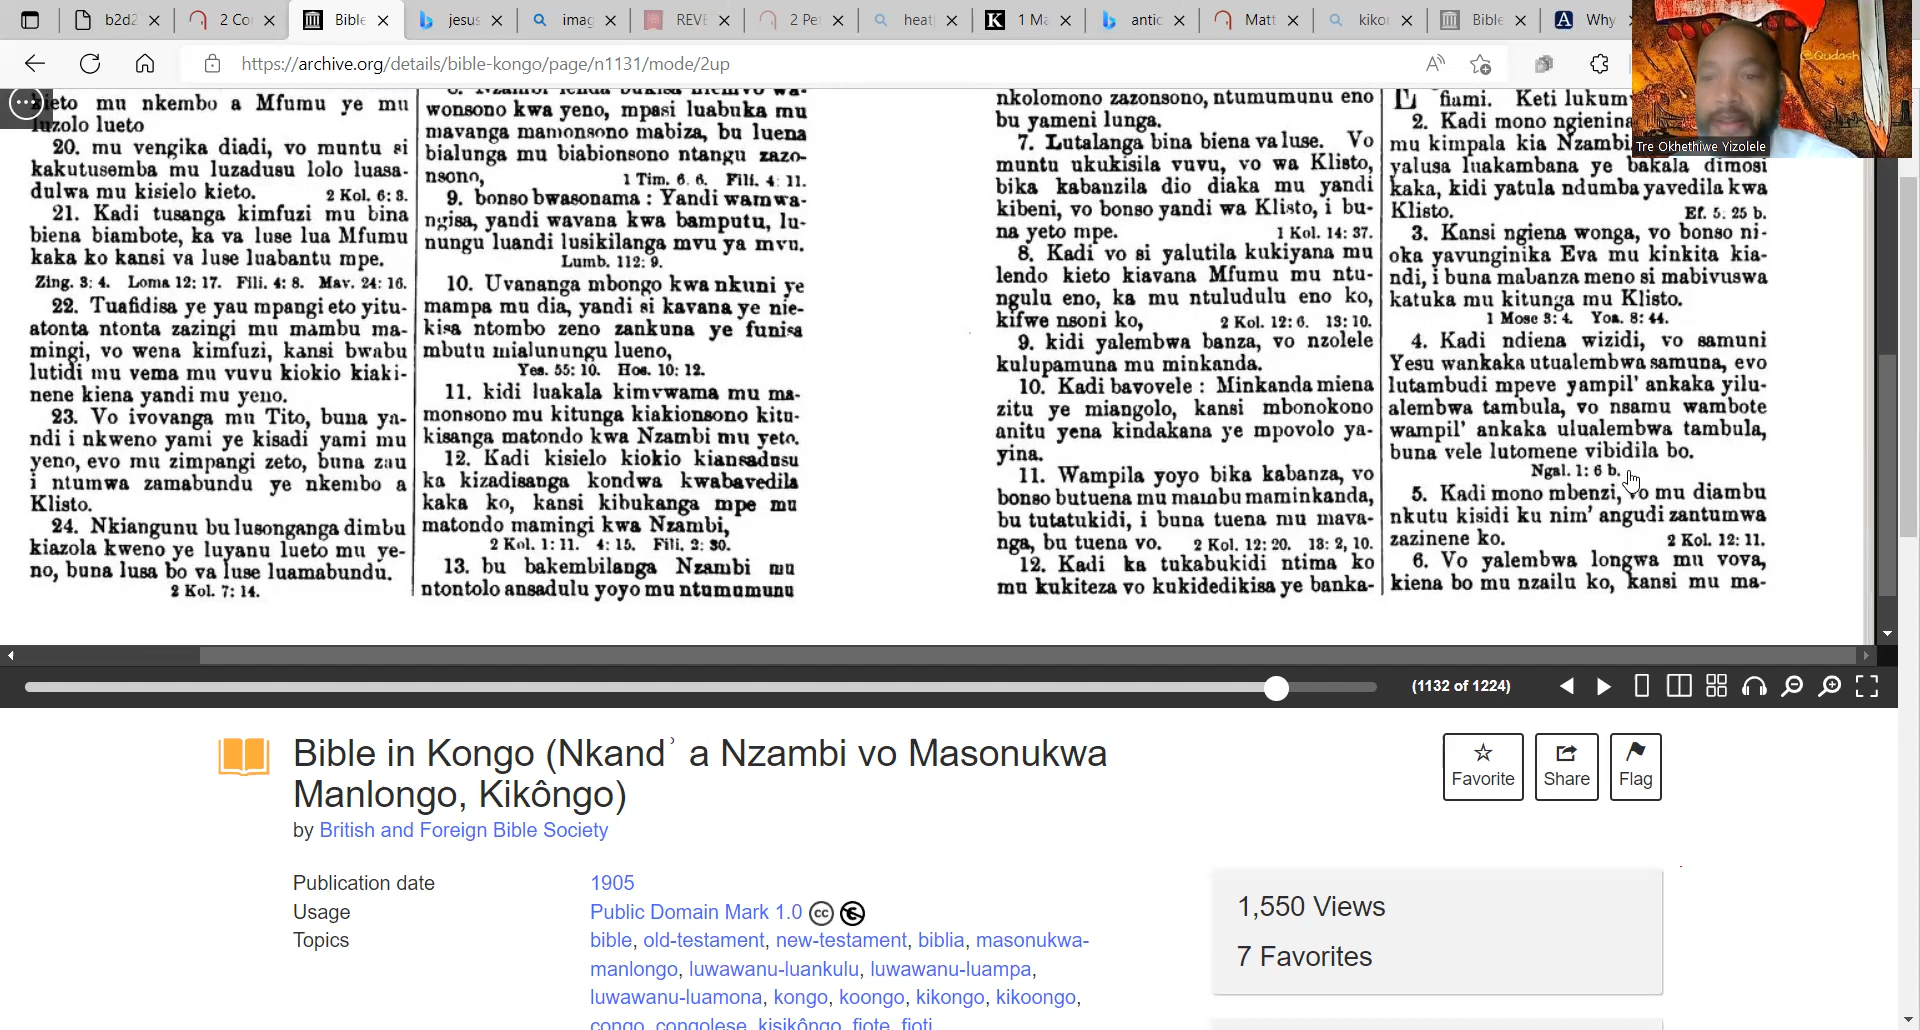 b2d2
2 Co
Bible
jesus
imag
REVE
2 Pe
heat
1 Ma
antic
Matt
kikon
Bible
Why
https://archive.org/details/bible-kongo/page/n1131/mode/2up
@Qudash
Tre Okhethiwe Yizolele
kieto mu nkembo a Mfumu ye mu
luzolo lueto
20. mu vengika diadi, vo muntu si
kakutusemba mu luzadusu lolo luasa-
dulwa mu kisielo kieto. 2 Kol. 6: 3.
21. Kadi tusanga kimfuzi mu bina
biena biambote, ka va luse lua Mfumu
kaka ko kansi va luse luabantu mpe.
Zing. 3: 4. Loma 12: 17. Fili. 4: 8. Mav. 24: 16.
22. Tuafidisa ye yau mpangi eto yitu-
atonta ntonta zazingi mu mambu ma-
mingi, vo wena kimfuzi, kansi bwabu
lutidi mu vema mu vuvu kiokio kiaki-
nene kiena yandi mu yeno.
23. Vo ivovanga mu Tito, buna ya-
ndi i nkweno yami ye kisadi yami mu
yeno, evo mu zimpangi zeto, buna zau
i ntumwa zamabundu ye nkembo a
Klisto.
24. Nkiangunu bu lusonganga dimbu
kiazola kweno ye luyanu lueto mu ye-
no, buna lusa bo va luse luamabundu.
2 Kol. 7: 14.
wonsono kwa yeno, mpasi luabuka mu
mavanga mamonsono mabiza, bu luena
bialunga mu biabionsono ntangu zazo-
nsono, 1 Tim. 6. 6. Fili. 4: 11.
9. bonso bwasonama : Yandi wamwa-
ngisa, yandi wavana kwa bamputu, lu-
nungu luandi lusikilanga mvu ya mvu.
Lumb. 112: 9.
10. Uvananga mbongo kwa nkuni ye
mampa mu dia, yandi si kavana ye nie-
kisa ntombo zeno zankuna ye funisa
mbutu mialunungu lueno,
Yes. 55: 10. Hos. 10: 12.
11. kidi luakala kimvwama mu ma-
monsono mu kitunga kiakionsono kitu-
kisanga matondo kwa Nzambi mu yeto.
12. Kadi kisielo kiokio kiansadusu
ka kizadisanga kondwa kwabavedila
kaka ko, kansi kibukanga mpe mu
matondo mamingi kwa Nzambi,
2 Kol. 1: 11. 4: 15. Fili. 2: 30.
13. bu bakembilanga Nzambi mu
ntontolo ansadulu yoyo mu ntumumunu
nkolomono zazonsono, ntumumunu eno
bu yameni lunga.
7. Lutalanga bina biena va luse. Vo
muntu ukukisila vuvu, vo wa Klisto,
bika kabanzila dio diaka mu yandi
kibeni, vo bonso yandi wa Klisto, i bu-
na yeto mpe. 1 Kol. 14: 37.
8. Kadi vo si yalutila kukiyana mu
lendo kieto kiavana Mfumu mu ntu-
ngulu eno, ka mu ntuludulu eno ko,
kifwe nsoni ko, 2 Kol. 12: 6. 13: 10.
9. kidi yalembwa banza, vo nzolele
kulupamuna mu minkanda.
10. Kadi bavovele : Minkanda miena
zitu ye miangolo, kansi mbonokono
anitu yena kindakana ye mpovolo ya-
yina.
11. Wampila yoyo bika kabanza, vo
bonso butuena mu mambu maminkanda,
bu tutatukidi, i buna tuena mu mava-
nga, bu tuena vo. 2 Kol. 12: 20. 13: 2, 10.
12. Kadi ka tukabukidi ntima ko
mu kukiteza vo kukidedikisa ye banka-
fiami. Keti lukum
2. Kadi mono ngienina
mu kimpala kia Nzambi
yalusa luakambana ye bakala dimosi
kaka, kidi yatula ndumba yavedila kwa
Klisto. Ef. 5: 25 b.
3. Kansi ngiena wonga, vo bonso ni-
oka yavunginika Eva mu kinkita kia-
ndi, i buna mabanza meno si mabivuswa
katuka mu kitunga mu Klisto.
1 Mose 3: 4. Yoa. 8: 44.
4. Kadi ndiena wizidi, vo samuni
Yesu wankaka utualembwa samuna, evo
lutambudi mpeve yampil' ankaka yilu-
alembwa tambula, vo nsamu wambote
wampil' ankaka ulualembwa tambula,
buna vele lutomene vibidila bo.
Ngal. 1: 6 b.
5. Kadi mono mbenzi, vo mu diambu
nkutu kisidi ku nim' angudi zantumwa
zazinene ko. 2 Kol. 12: 11.
6. Vo yalembwa longwa mu vova,
kiena bo mu nzailu ko, kansi mu ma-
(1132 of 1224)
Bible in Kongo (Nkandʾ a Nzambi vo Masonukwa
Manlongo, Kikôngo)
by British and Foreign Bible Society
Favorite
Share
Flag
Publication date 1905
Usage Public Domain Mark 1.0
Topics bible, old-testament, new-testament, biblia, masonukwa-
manlongo, luwawanu-luankulu, luwawanu-luampa,
luwawanu-luamona, kongo, koongo, kikongo, kikoongo,
congo, congolese, kisikôngo, fiote, fioti
1,550 Views
7 Favorites